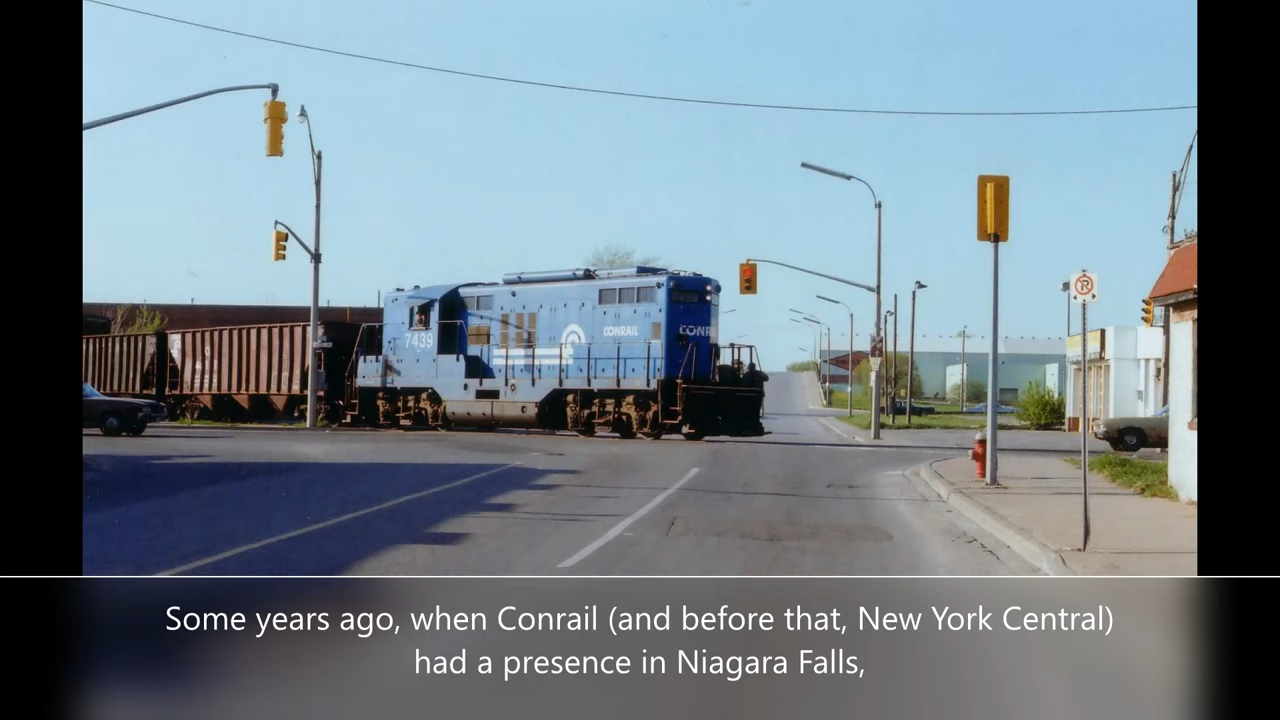 7439
CONRAIL
CONR
Some years ago, when Conrail (and before that, New York Central)
had a presence in Niagara Falls,